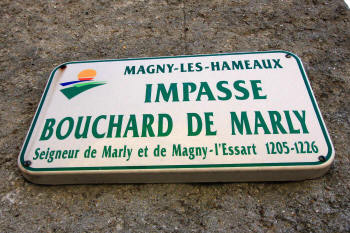 MAGNY-LES-HAMEAUX
IMPASSE
BOUCHARD DE MARLY
Seigneur de Marly et de Magny-l'Essart 1205-1226